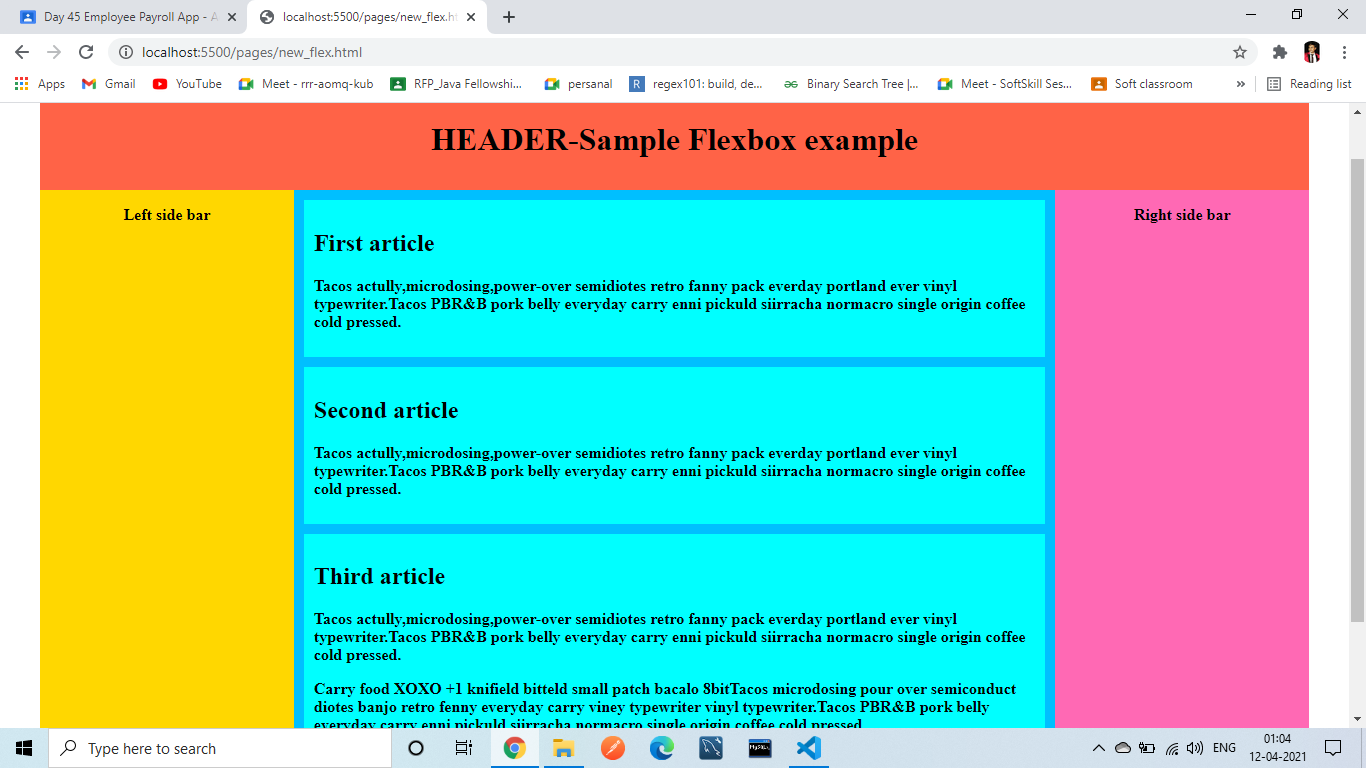 Day 45 Employee Payroll App - A
localhost:5500/pages/new_flex.ht
localhost:5500/pages/new_flex.html
Apps
Gmail
YouTube
Meet - rrr-aomq-kub
RFP_Java Fellowshi...
persanal
R
regex101: build, de...
Binary Search Tree |...
Meet - SoftSkill Ses...
Soft classroom
»
Reading list
HEADER-Sample Flexbox example
Left side bar
First article
Tacos actully,microdosing,power-over semidiotes retro fanny pack everday portland ever vinyl
typewriter.Tacos PBR&B pork belly everyday carry enni pickuld siirracha normacro single origin coffee
cold pressed.
Second article
Tacos actully,microdosing,power-over semidiotes retro fanny pack everday portland ever vinyl
typewriter.Tacos PBR&B pork belly everyday carry enni pickuld siirracha normacro single origin coffee
cold pressed.
Third article
Tacos actully,microdosing,power-over semidiotes retro fanny pack everday portland ever vinyl
typewriter.Tacos PBR&B pork belly everyday carry enni pickuld siirracha normacro single origin coffee
cold pressed.
Carry food XOXO +1 knifield bitteld small patch bacalo 8bitTacos microdosing pour over semiconduct
diotes banjo retro fenny everyday carry viney typewriter vinyl typewriter.Tacos PBR&B pork belly
everyday carry enni pickuld siirracha normacro single origin coffee cold pressed
Right side bar
Type here to search
ENG
01:04
12-04-2021